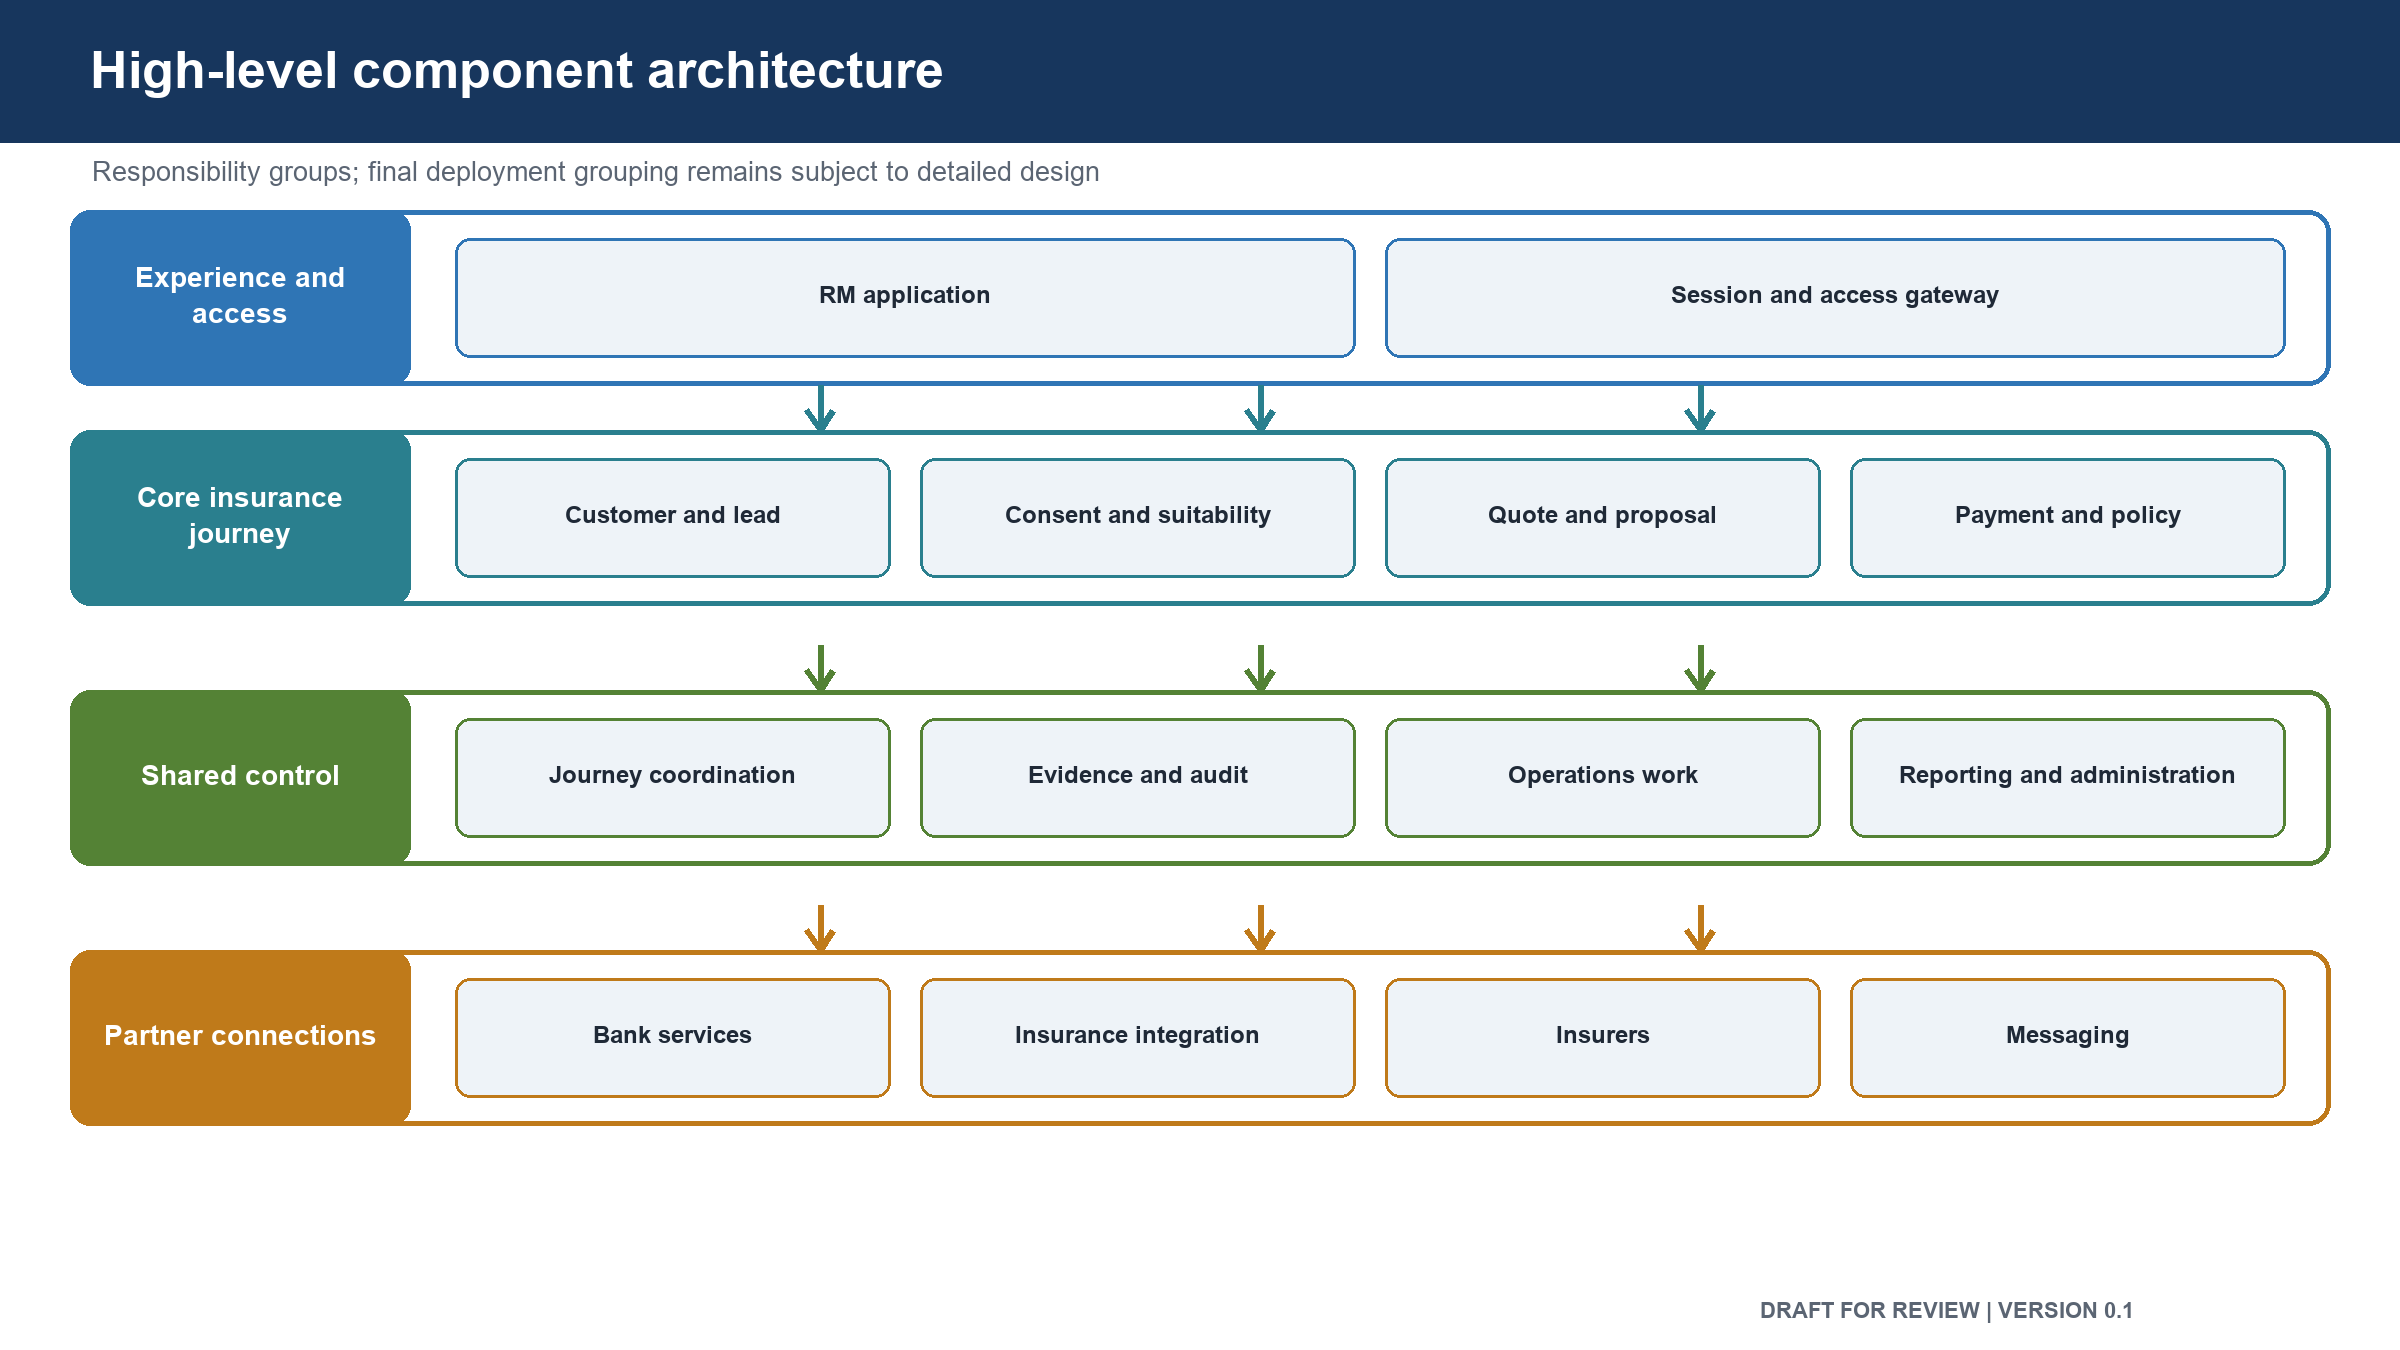 High-level component architecture
Responsibility groups; final deployment grouping remains subject to detailed design
Experience and
access
RM application
Session and access gateway
Core insurance
journey
Customer and lead
Consent and suitability
Quote and proposal
Payment and policy
Shared control
Journey coordination
Evidence and audit
Operations work
Reporting and administration
Partner connections
Bank services
Insurance integration
Insurers
Messaging
DRAFT FOR REVIEW | VERSION 0.1